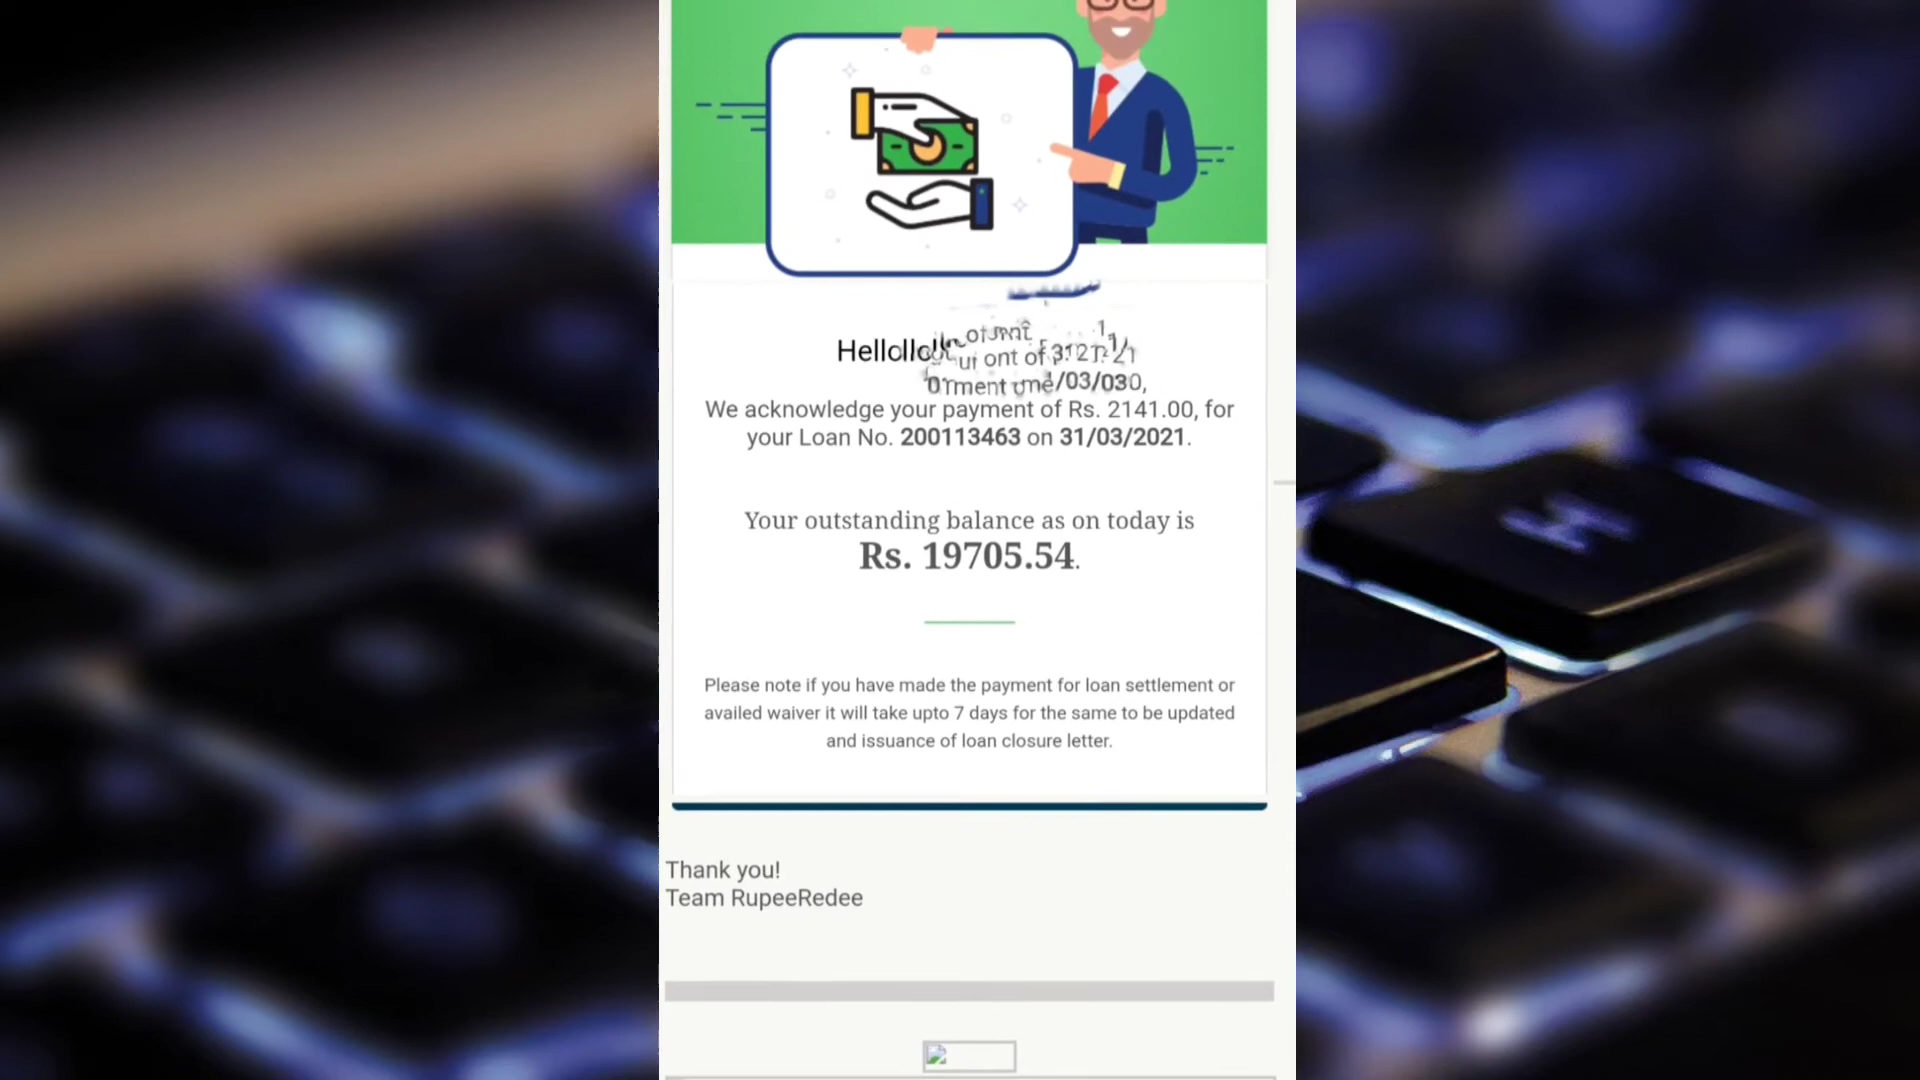 We acknowledge your payment of Rs. 2141.00, for
your Loan No. 200113463 on 31/03/2021.
Your outstanding balance as on today is
Rs. 19705.54.
Please note if you have made the payment for loan settlement or
availed waiver it will take upto 7 days for the same to be updated
and issuance of loan closure letter.
Thank you!
Team RupeeRedee